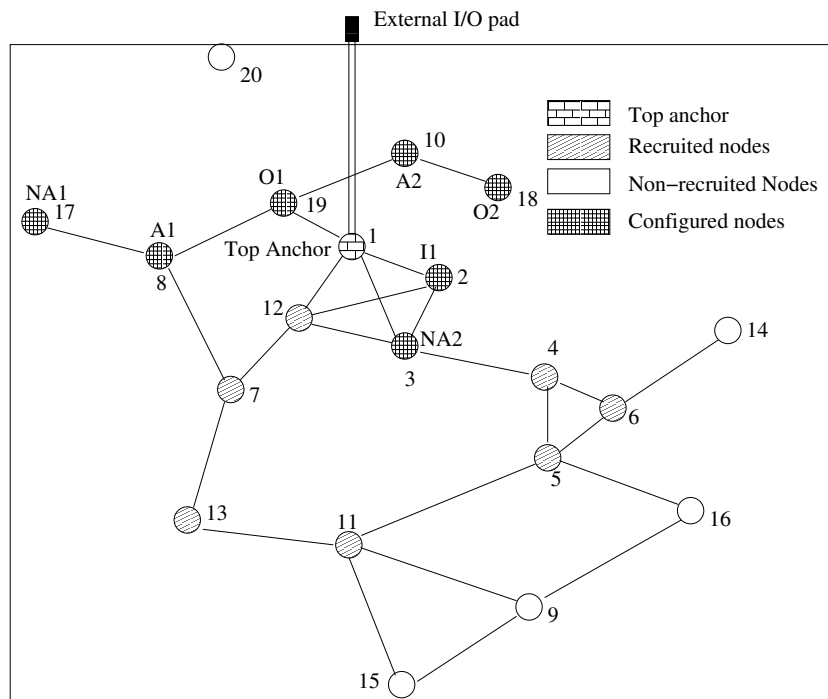 External I/O pad
20
Top anchor
Recruited nodes
Non-recruited Nodes
Configured nodes
10
A2
O1
19
O2
18
NA1
17
A1
8
Top Anchor
1
I1
2
12
NA2
3
4
14
6
7
5
13
11
16
9
15